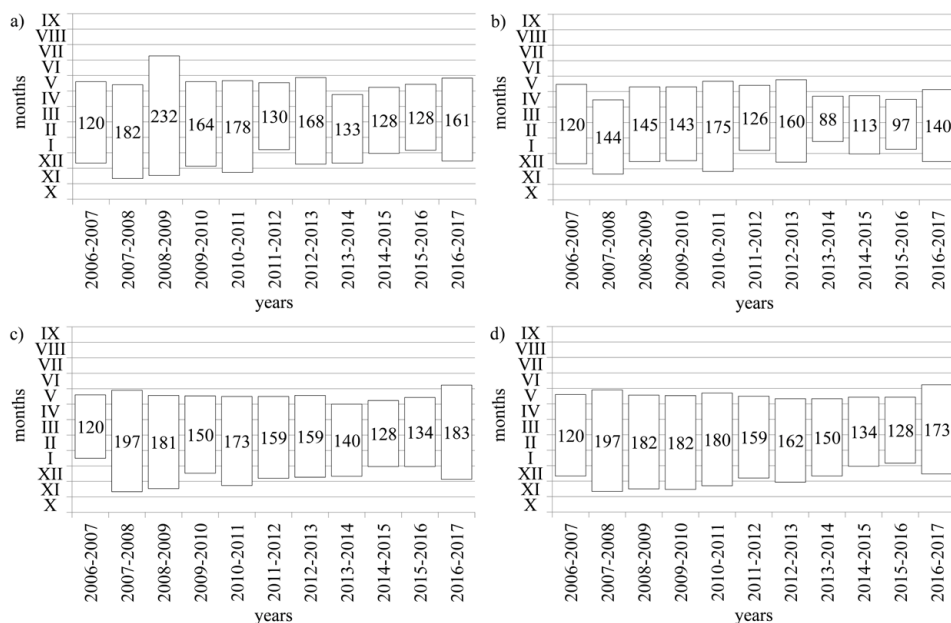 a)
months
IX
VIII
VII
VI
V
IV
III
II
I
XII
XI
X
120 182 232 164 178 130 168 133 128 128 161
2006-2007 2007-2008 2008-2009 2009-2010 2010-2011 2011-2012 2012-2013 2013-2014 2014-2015 2015-2016 2016-2017
years
b)
months
IX
VIII
VII
VI
V
IV
III
II
I
XII
XI
X
120 144 145 143 175 126 160 88 113 97 140
2006-2007 2007-2008 2008-2009 2009-2010 2010-2011 2011-2012 2012-2013 2013-2014 2014-2015 2015-2016 2016-2017
years
c)
months
IX
VIII
VII
VI
V
IV
III
II
I
XII
XI
X
120 197 181 150 173 159 159 140 128 134 183
2006-2007 2007-2008 2008-2009 2009-2010 2010-2011 2011-2012 2012-2013 2013-2014 2014-2015 2015-2016 2016-2017
years
d)
months
IX
VIII
VII
VI
V
IV
III
II
I
XII
XI
X
120 197 182 182 180 159 162 150 134 128 173
2006-2007 2007-2008 2008-2009 2009-2010 2010-2011 2011-2012 2012-2013 2013-2014 2014-2015 2015-2016 2016-2017
years